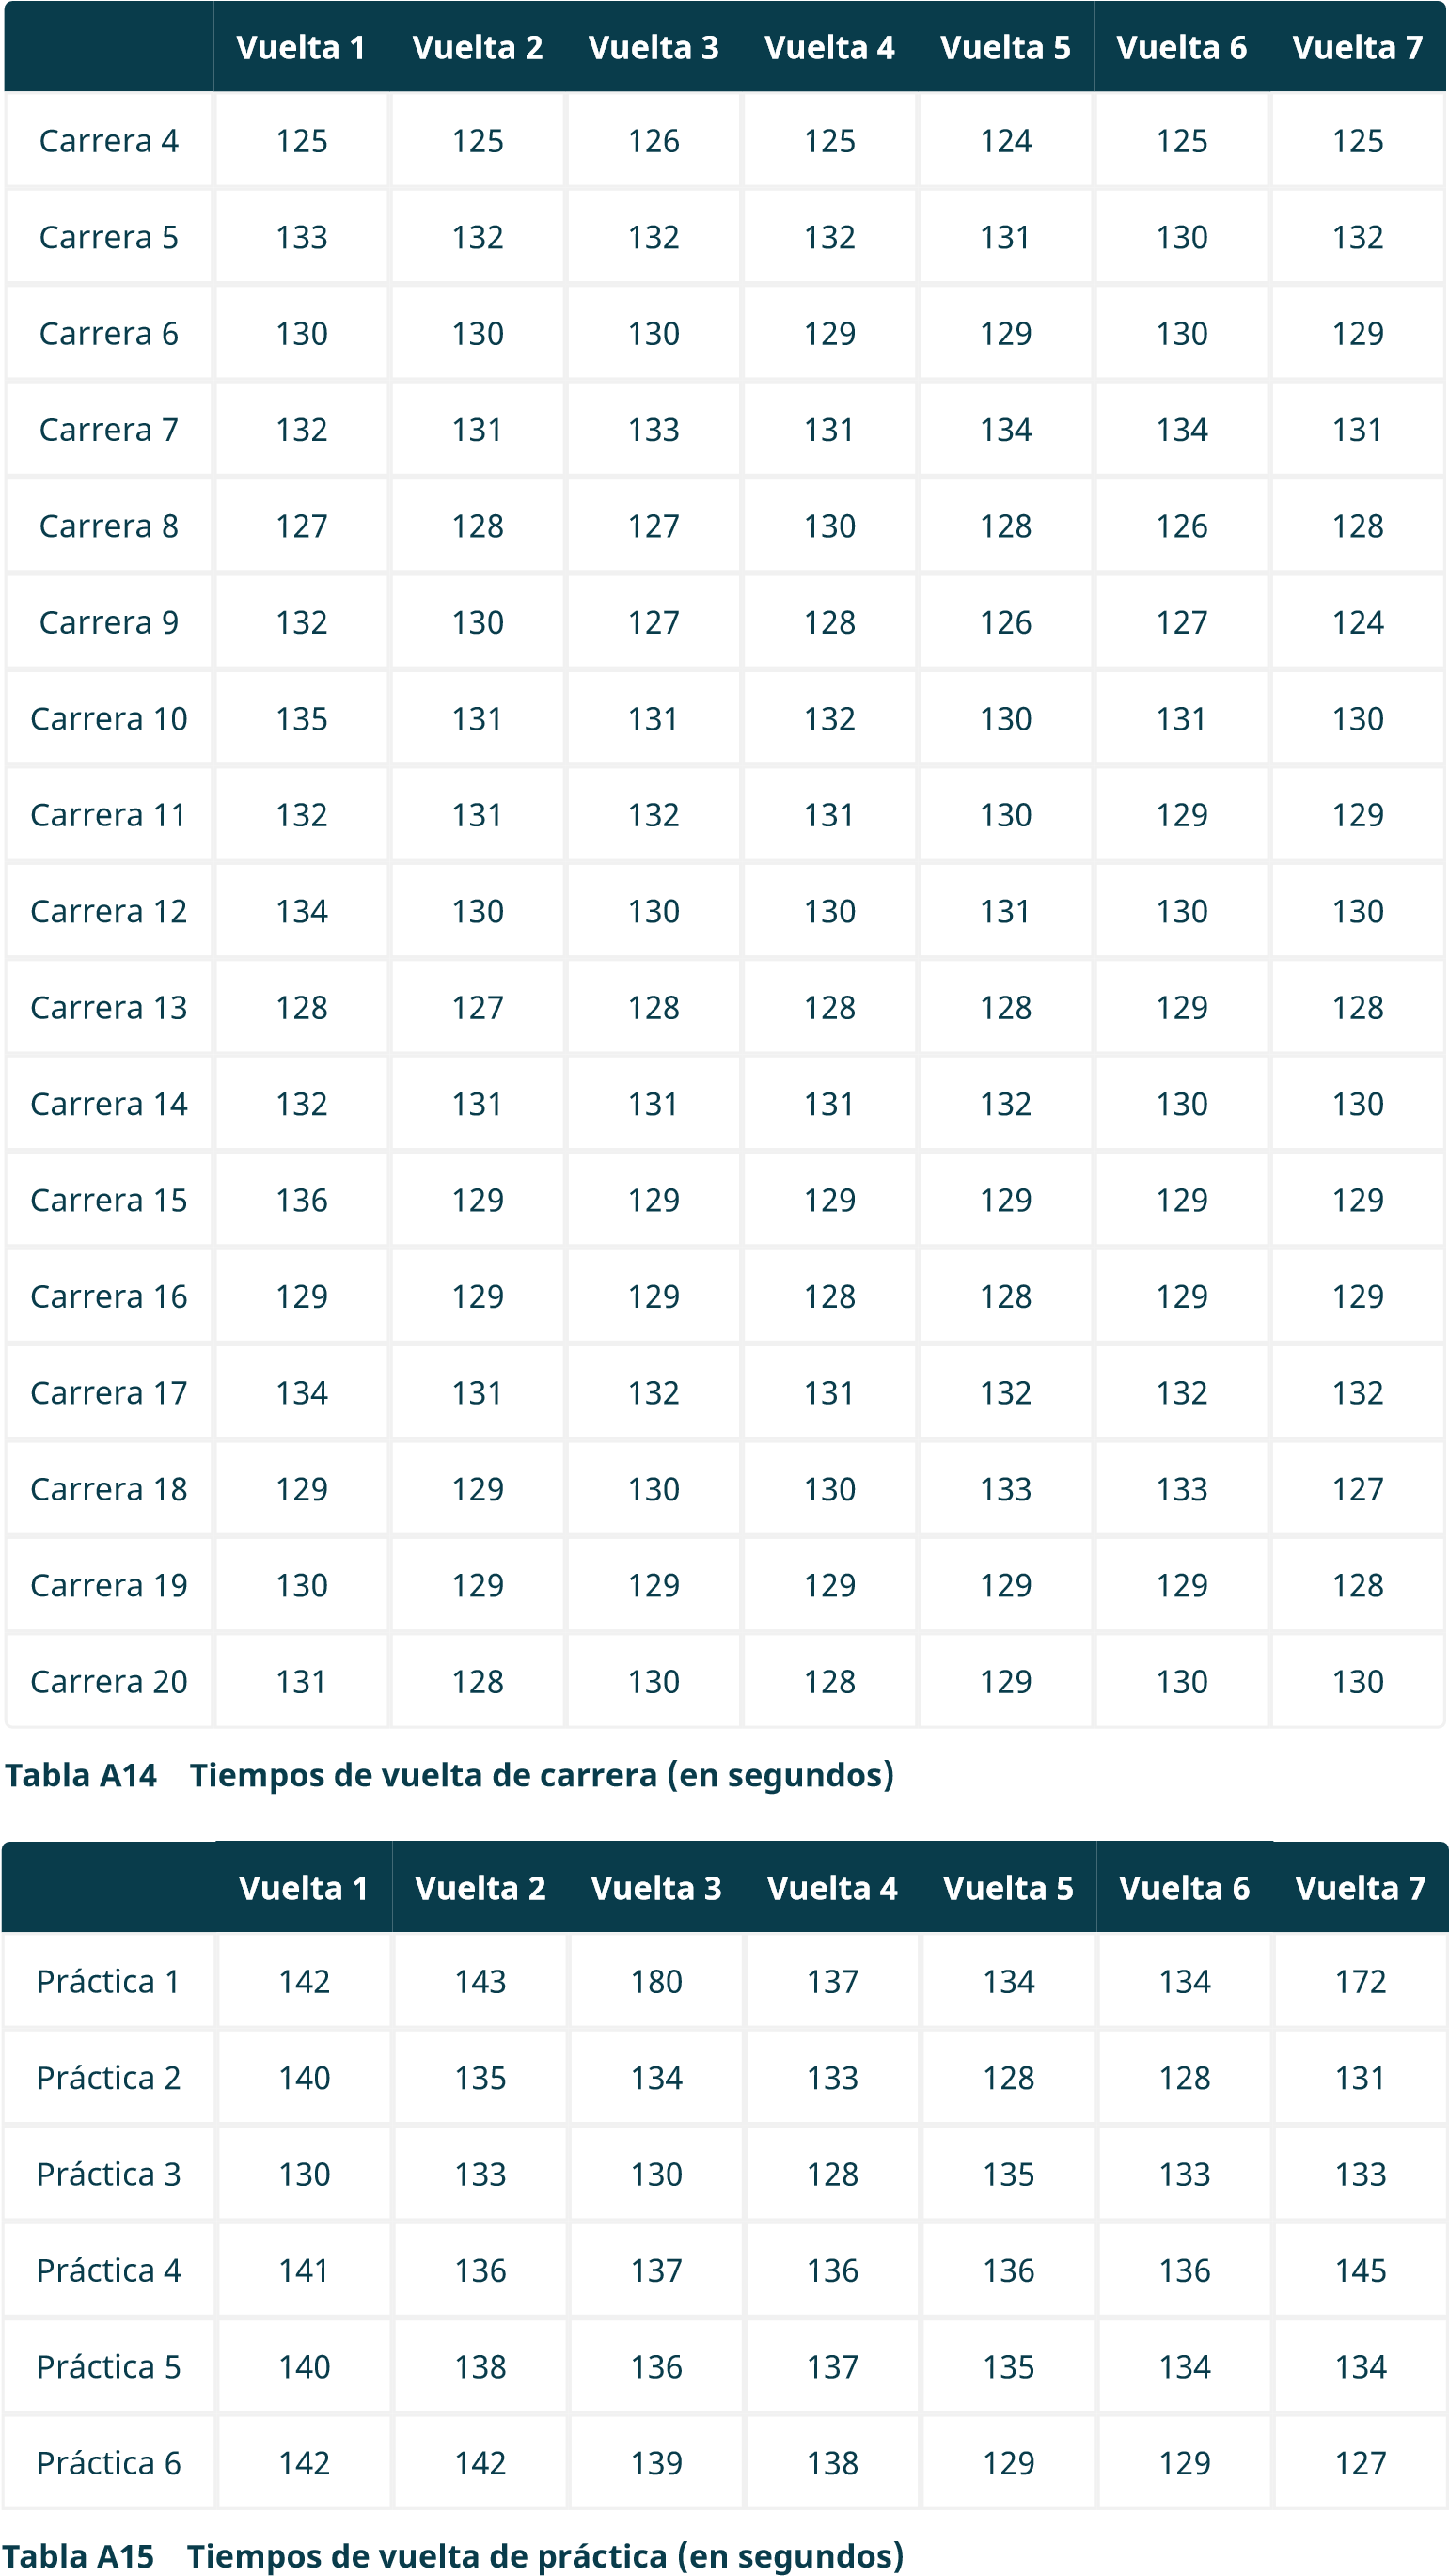 Vuelta 1 Vuelta 2 Vuelta 3 Vuelta 4 Vuelta 5 Vuelta 6 Vuelta 7
Carrera 4 125 125 126 125 124 125 125
Carrera 5 133 132 132 132 131 130 132
Carrera 6 130 130 130 129 129 130 129
Carrera 7 132 131 133 131 134 134 131
Carrera 8 127 128 127 130 128 126 128
Carrera 9 132 130 127 128 126 127 124
Carrera 10 135 131 131 132 130 131 130
Carrera 11 132 131 132 131 130 129 129
Carrera 12 134 130 130 130 131 130 130
Carrera 13 128 127 128 128 128 129 128
Carrera 14 132 131 131 131 132 130 130
Carrera 15 136 129 129 129 129 129 129
Carrera 16 129 129 129 128 128 129 129
Carrera 17 134 131 132 131 132 132 132
Carrera 18 129 129 130 130 133 133 127
Carrera 19 130 129 129 129 129 129 128
Carrera 20 131 128 130 128 129 130 130
Tabla A14 Tiempos de vuelta de carrera (en segundos)
Vuelta 1 Vuelta 2 Vuelta 3 Vuelta 4 Vuelta 5 Vuelta 6 Vuelta 7
Práctica 1 142 143 180 137 134 134 172
Práctica 2 140 135 134 133 128 128 131
Práctica 3 130 133 130 128 135 133 133
Práctica 4 141 136 137 136 136 136 145
Práctica 5 140 138 136 137 135 134 134
Práctica 6 142 142 139 138 129 129 127
Tabla A15 Tiempos de vuelta de práctica (en segundos)